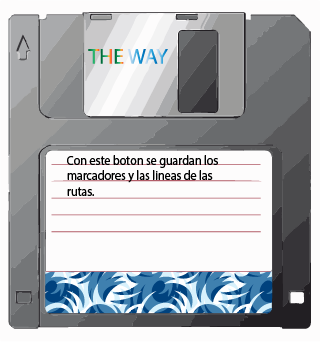 THE WAY
Con este boton se guardan los
marcadores y las lineas de las
rutas.